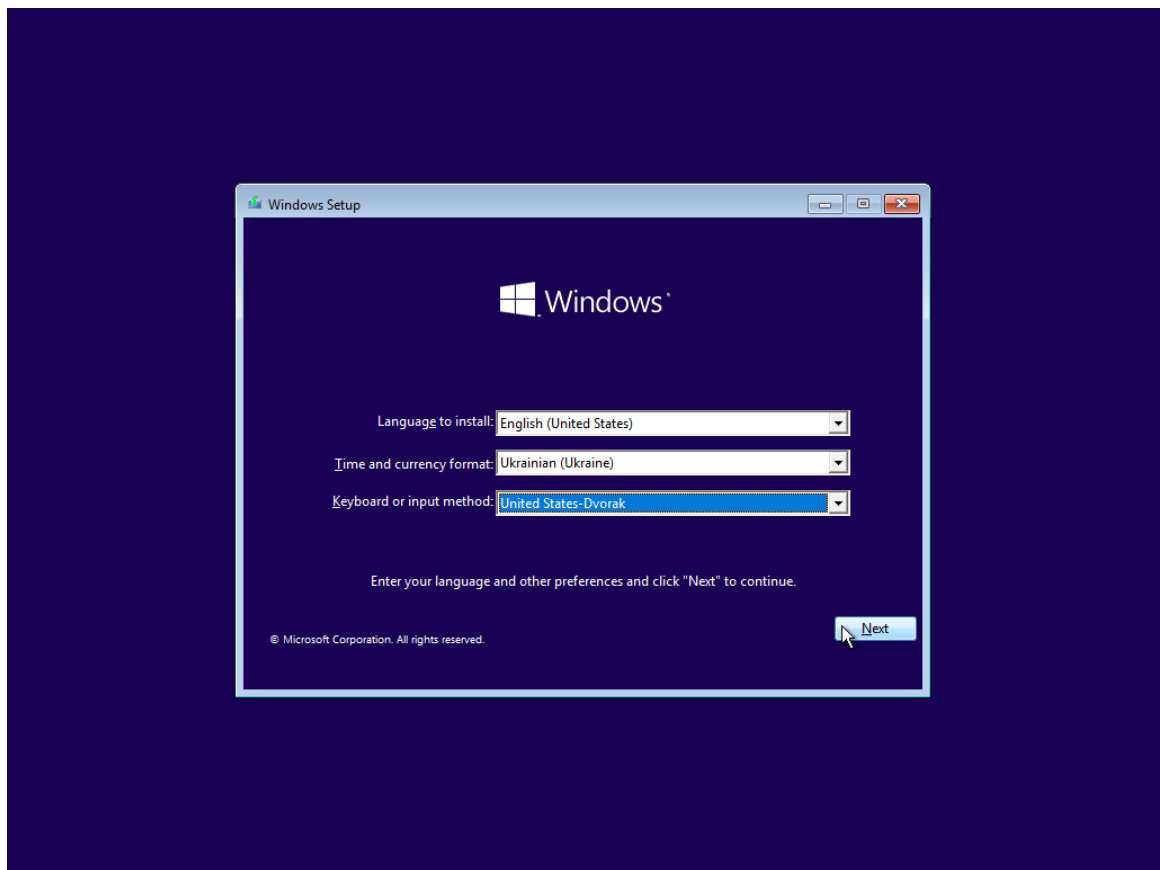 Windows Setup
Windows®
Language to install: English (United States)
Time and currency format: Ukrainian (Ukraine)
Keyboard or input method: United States-Dvorak
Enter your language and other preferences and click "Next" to continue.
Next
© Microsoft Corporation. All rights reserved.